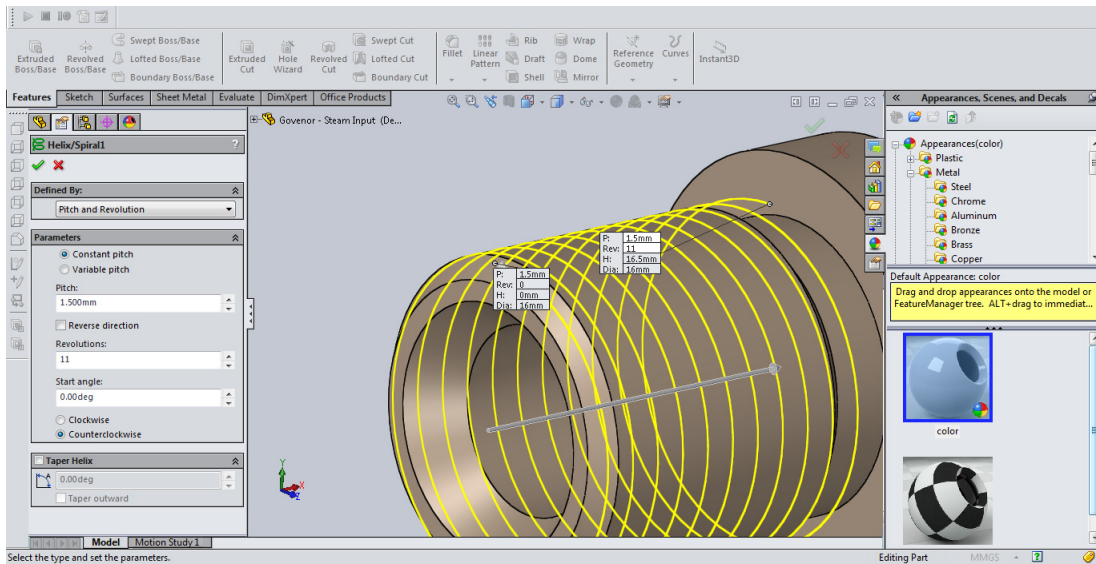 Swept Boss/Base
Lofted Boss/Base
Boundary Boss/Base
Extruded Boss/Base
Revolved Boss/Base
Extruded Cut
Hole Wizard
Revolved Cut
Swept Cut
Lofted Cut
Boundary Cut
Fillet
Linear Pattern
Rib
Draft
Shell
Wrap
Dome
Mirror
Reference Geometry
Curves
Instant3D
Features Sketch Surfaces Sheet Metal Evaluate DimXpert Office Products
Helix/Spiral1 ?
Defined By:
Pitch and Revolution
Parameters
Constant pitch
Variable pitch
Pitch:
1.500mm
Reverse direction
Revolutions:
11
Start angle:
0.00deg
Clockwise
Counterclockwise
Taper Helix
0.00deg
Taper outward
Govenor - Steam Input (De...
P: 1.5mm
Rev: 11
H: 16.5mm
Dia: 16mm
P: 1.5mm
Rev: 0
H: 0mm
Dia: 16mm
Y
X
Z
Appearances, Scenes, and Decals
Appearances(color)
Plastic
Metal
Steel
Chrome
Aluminum
Bronze
Brass
Copper
Default Appearance: color
Drag and drop appearances onto the model or
FeatureManager tree. ALT+drag to immediat...
color
Model Motion Study 1
Select the type and set the parameters.
Editing Part MMGS ?